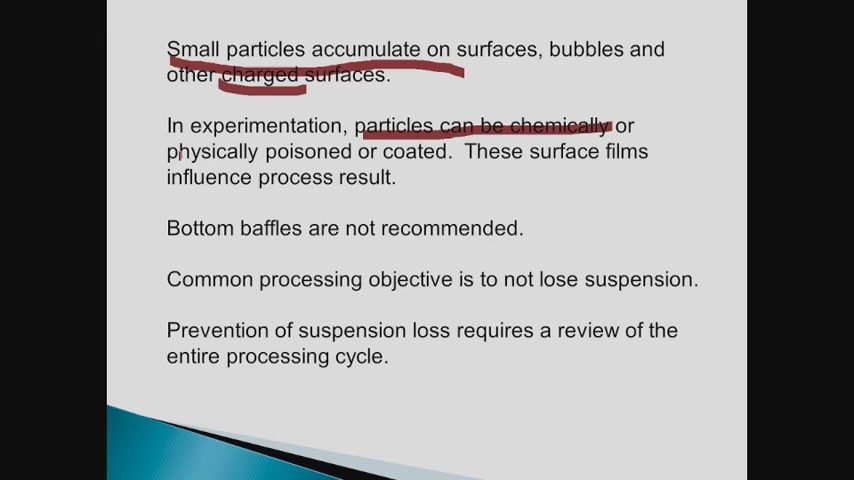 Small particles accumulate on surfaces, bubbles and
other charged surfaces.
In experimentation, particles can be chemically or
physically poisoned or coated.  These surface films
influence process result.
Bottom baffles are not recommended.
Common processing objective is to not lose suspension.
Prevention of suspension loss requires a review of the
entire processing cycle.